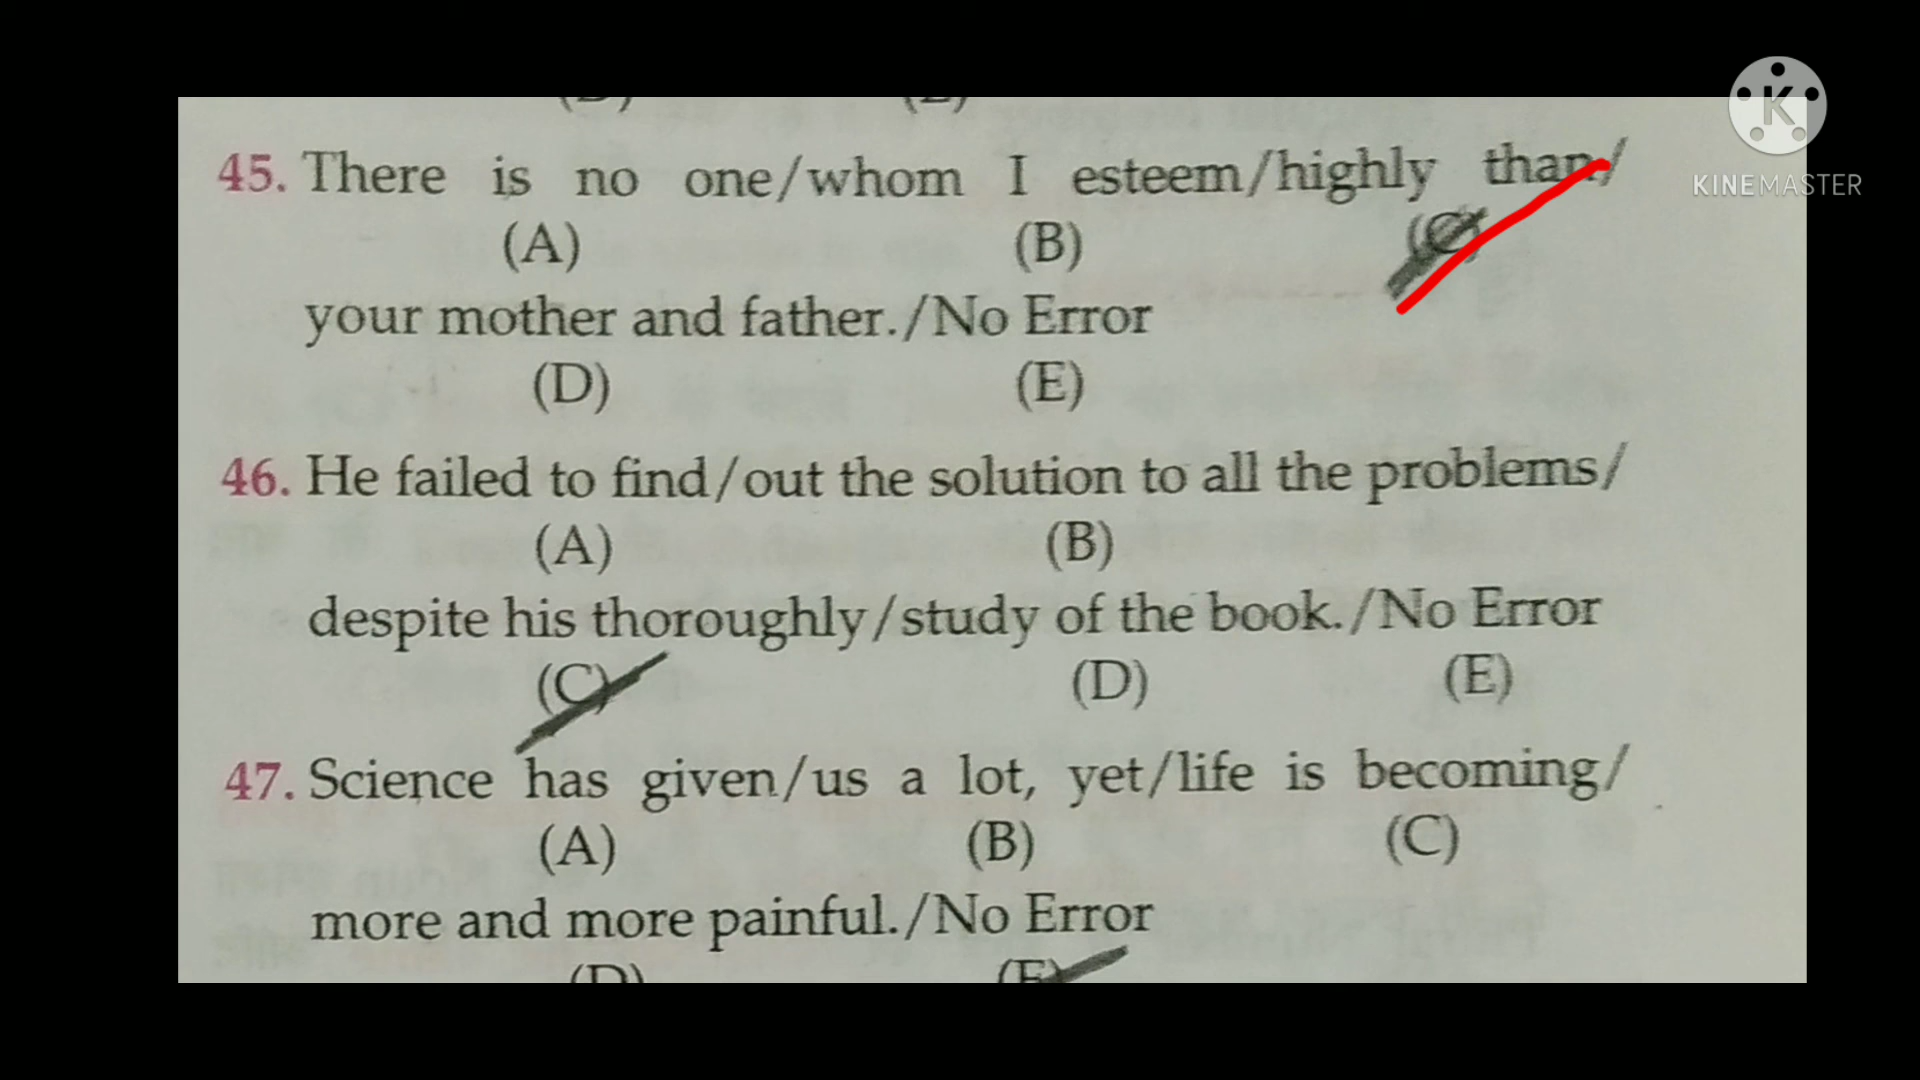 45. There is no one/whom I esteem/highly than/
(A) (B) (C)
your mother and father./No Error
(D) (E)
46. He failed to find/out the solution to all the problems/
(A) (B)
despite his thoroughly/study of the book./No Error
(C) (D) (E)
47. Science has given/us a lot, yet/life is becoming/
(A) (B) (C)
more and more painful./No Error
(D) (E)
K
KINEMASTER